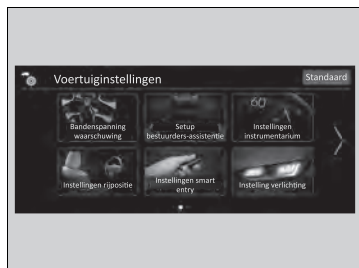 Voertuiginstellingen
Standaard
Bandenspanning
waarschuwing
Setup
bestuurders-assistentie
Instellingen
instrumentarium
Instellingen rijpositie
Instellingen smart
entry
Instelling verlichting